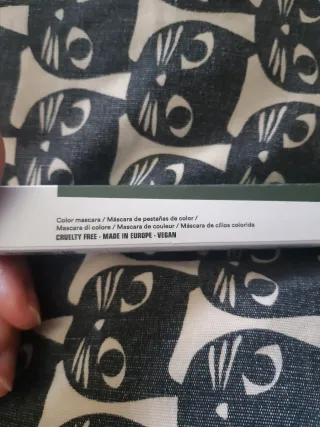 Color mascara / Máscara de pestañas de color /
Mascara di colore / Mascara de couleur / Máscara de cílios colorida
CRUELTY FREE - MADE IN EUROPE - VEGAN